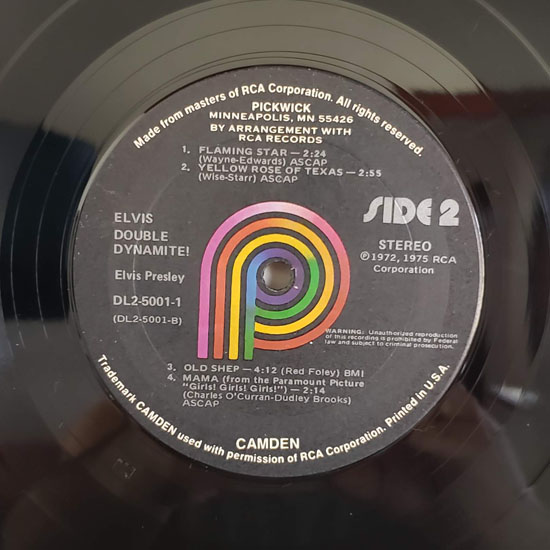 Made from masters of RCA Corporation. All rights reserved.
PICKWICK
MINNEAPOLIS, MN 55426
BY ARRANGEMENT WITH
RCA RECORDS
1. FLAMING STAR — 2:24
(Wayne-Edwards) ASCAP
2. YELLOW ROSE OF TEXAS — 2:55
(Wise-Starr) ASCAP
SIDE 2
ELVIS
DOUBLE
DYNAMITE!
Elvis Presley
DL2-5001-1
(DL2-5001-B)
STEREO
℗1972, 1975 RCA
Corporation
WARNING: Unauthorized reproduction
of this recording is prohibited by Federal
law and subject to criminal prosecution.
3. OLD SHEP — 4:12 (Red Foley) BMI
4. MAMA (from the Paramount Picture
"Girls! Girls! Girls!") — 2:14
(Charles O'Curran-Dudley Brooks)
ASCAP
CAMDEN
Trademark CAMDEN used with permission of RCA Corporation. Printed in U.S.A.